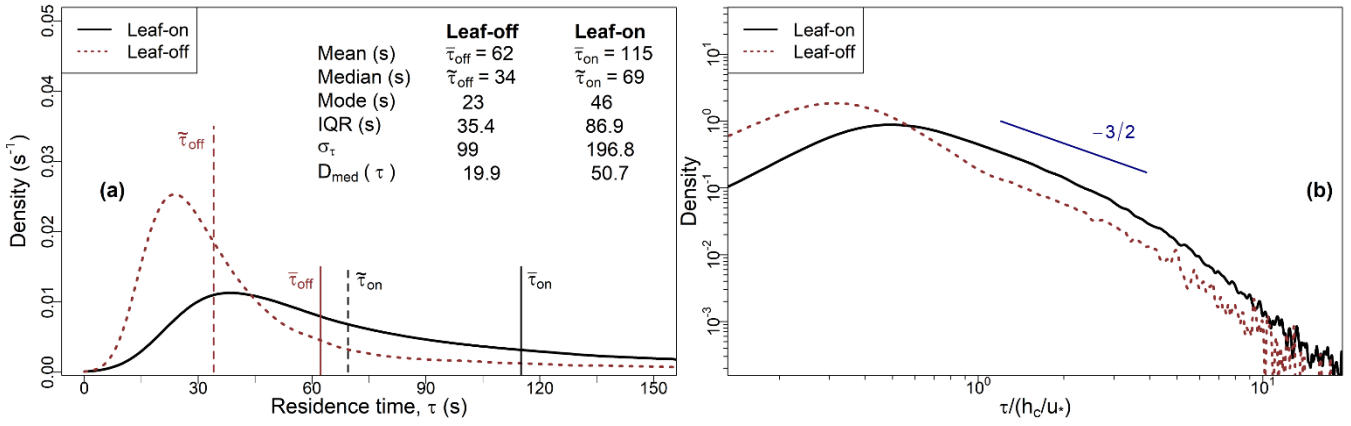 Leaf-on
Leaf-off
Leaf-off Leaf-on
Mean (s) τ̅off = 62 τ̅on = 115
Median (s) τ̃off = 34 τ̃on = 69
Mode (s) 23 46
IQR (s) 35.4 86.9
στ 99 196.8
Dmed ( τ ) 19.9 50.7
(a)
τ̃off
τ̅off
τ̃on
τ̅on
Density (s⁻¹)
0.05
0.04
0.03
0.02
0.01
0.00
0 30 60 90 120 150
Residence time, τ (s)
Leaf-on
Leaf-off
−3/2
(b)
Density
10¹
10⁰
10⁻¹
10⁻²
10⁻³
10⁰ 10¹
τ/(hc/u*)